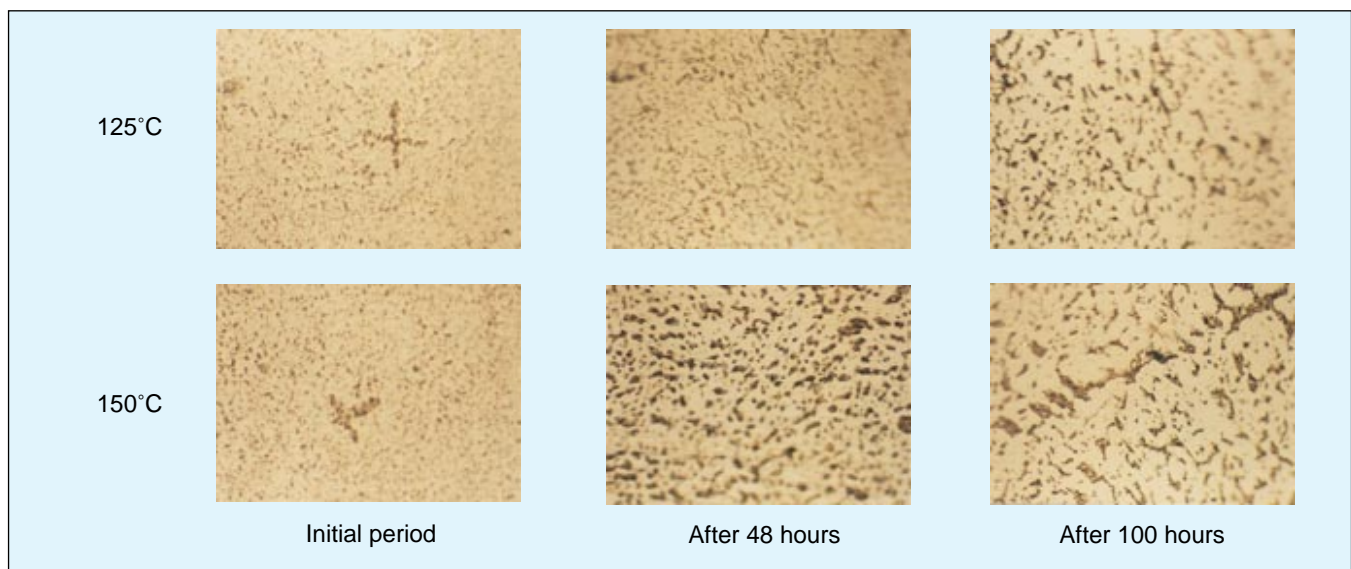 125˚C
150˚C
Initial period
After 48 hours
After 100 hours